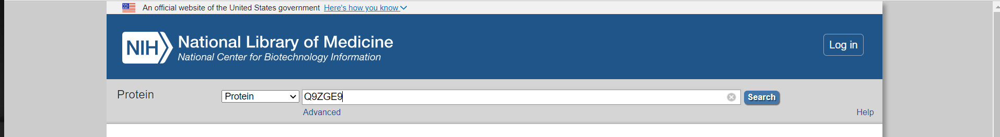 An official website of the United States government Here's how you know
NIH National Library of Medicine
National Center for Biotechnology Information
Log in
Protein Protein Q9ZGE9 Search
Advanced Help